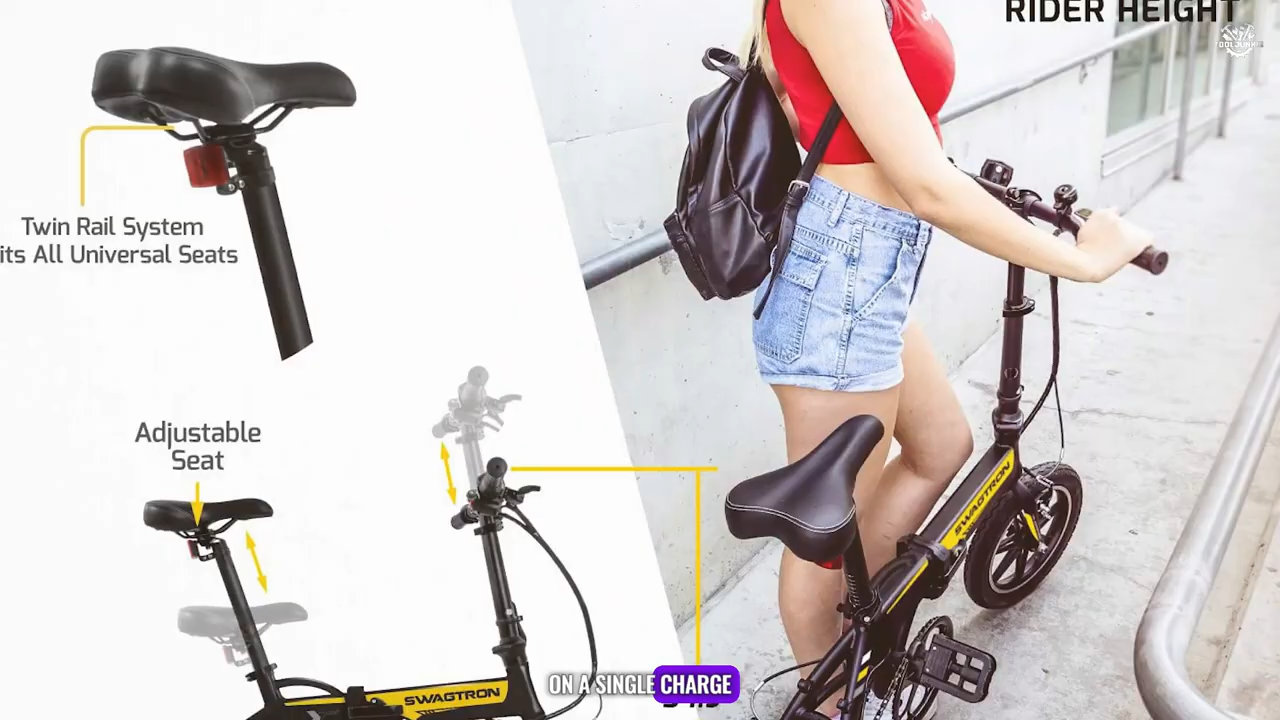 RIDER HEIGHT
Twin Rail System
its All Universal Seats
Adjustable
Seat
SWAGTRON
SWAGTRON
ON A SINGLE CHARGE